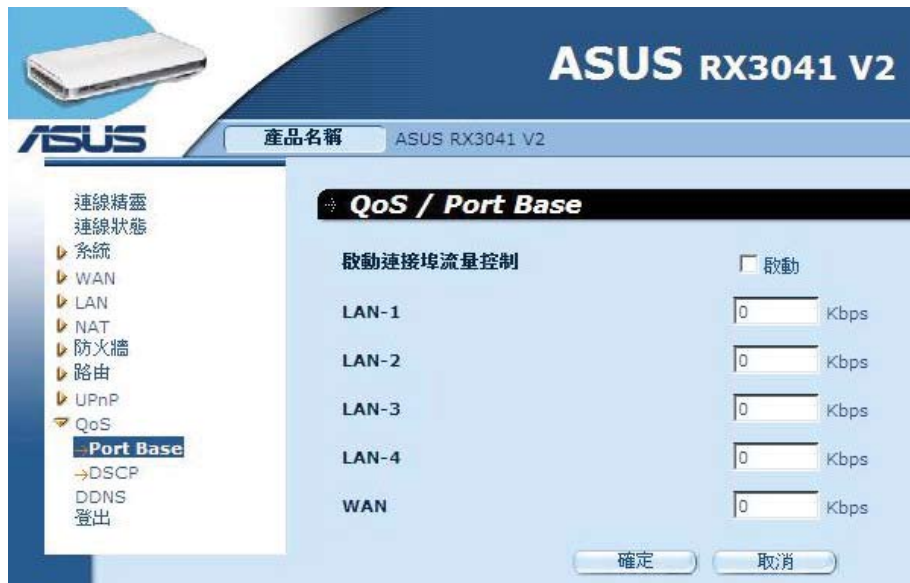 ASUS RX3041 V2
ASUS
產品名稱 ASUS RX3041 V2
連線精靈
連線狀態
系統
WAN
LAN
NAT
防火牆
路由
UPnP
QoS
→Port Base
→DSCP
DDNS
登出
QoS / Port Base
啟動連接埠流量控制 啟動
LAN-1 0 Kbps
LAN-2 0 Kbps
LAN-3 0 Kbps
LAN-4 0 Kbps
WAN 0 Kbps
確定 取消